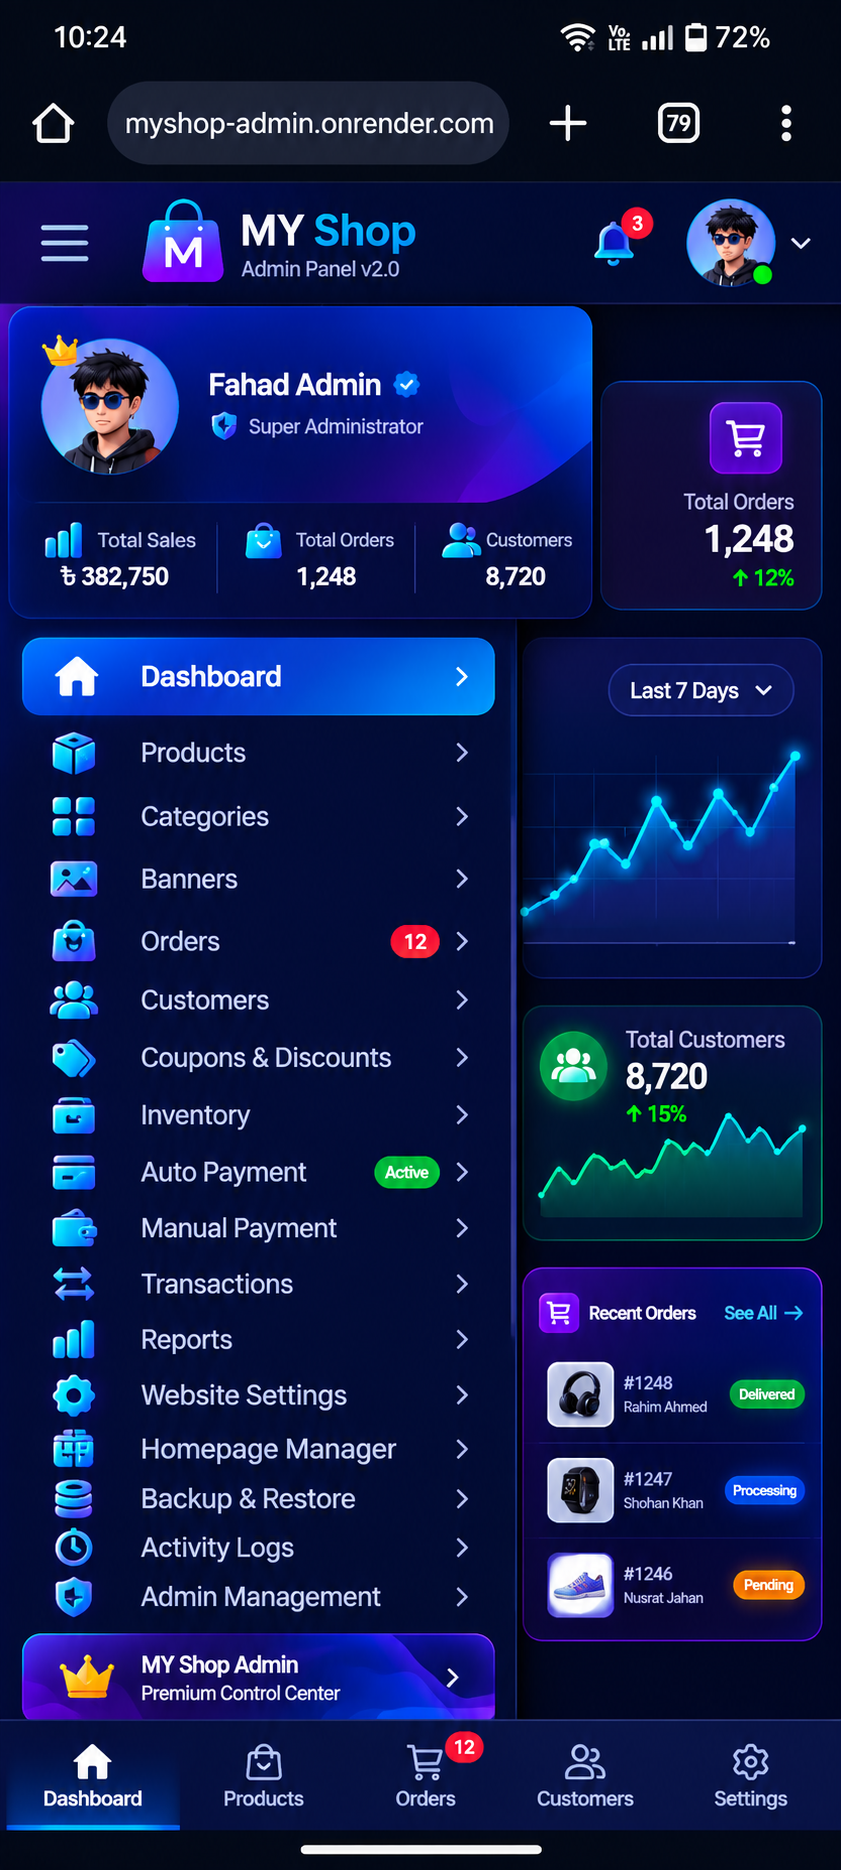 10:24
Vo.
LTE
72%
myshop-admin.onrender.com
79
M
MY Shop
Admin Panel v2.0
3
Fahad Admin
Super Administrator
Total Sales
৳ 382,750
Total Orders
1,248
Customers
8,720
Total Orders
1,248
↑ 12%
Dashboard
Products
Categories
Banners
Orders 12
Customers
Coupons & Discounts
Inventory
Auto Payment Active
Manual Payment
Transactions
Reports
Website Settings
Homepage Manager
Backup & Restore
Activity Logs
Admin Management
MY Shop Admin
Premium Control Center
Last 7 Days
Total Customers
8,720
↑ 15%
Recent Orders See All →
#1248
Rahim Ahmed
Delivered
#1247
Shohan Khan
Processing
#1246
Nusrat Jahan
Pending
Dashboard
Products
12
Orders
Customers
Settings